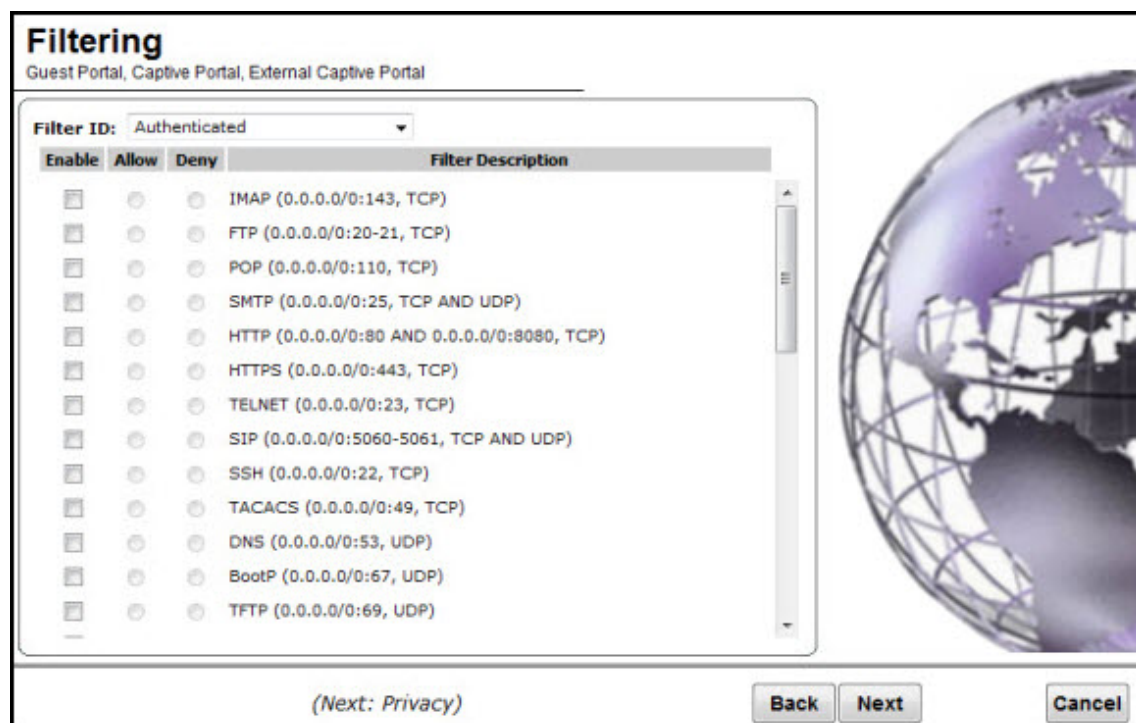 Filtering
Guest Portal, Captive Portal, External Captive Portal
Filter ID: Authenticated
Enable Allow Deny Filter Description
IMAP (0.0.0.0/0:143, TCP)
FTP (0.0.0.0/0:20-21, TCP)
POP (0.0.0.0/0:110, TCP)
SMTP (0.0.0.0/0:25, TCP AND UDP)
HTTP (0.0.0.0/0:80 AND 0.0.0.0/0:8080, TCP)
HTTPS (0.0.0.0/0:443, TCP)
TELNET (0.0.0.0/0:23, TCP)
SIP (0.0.0.0/0:5060-5061, TCP AND UDP)
SSH (0.0.0.0/0:22, TCP)
TACACS (0.0.0.0/0:49, TCP)
DNS (0.0.0.0/0:53, UDP)
BootP (0.0.0.0/0:67, UDP)
TFTP (0.0.0.0/0:69, UDP)
(Next: Privacy) Back Next Cancel